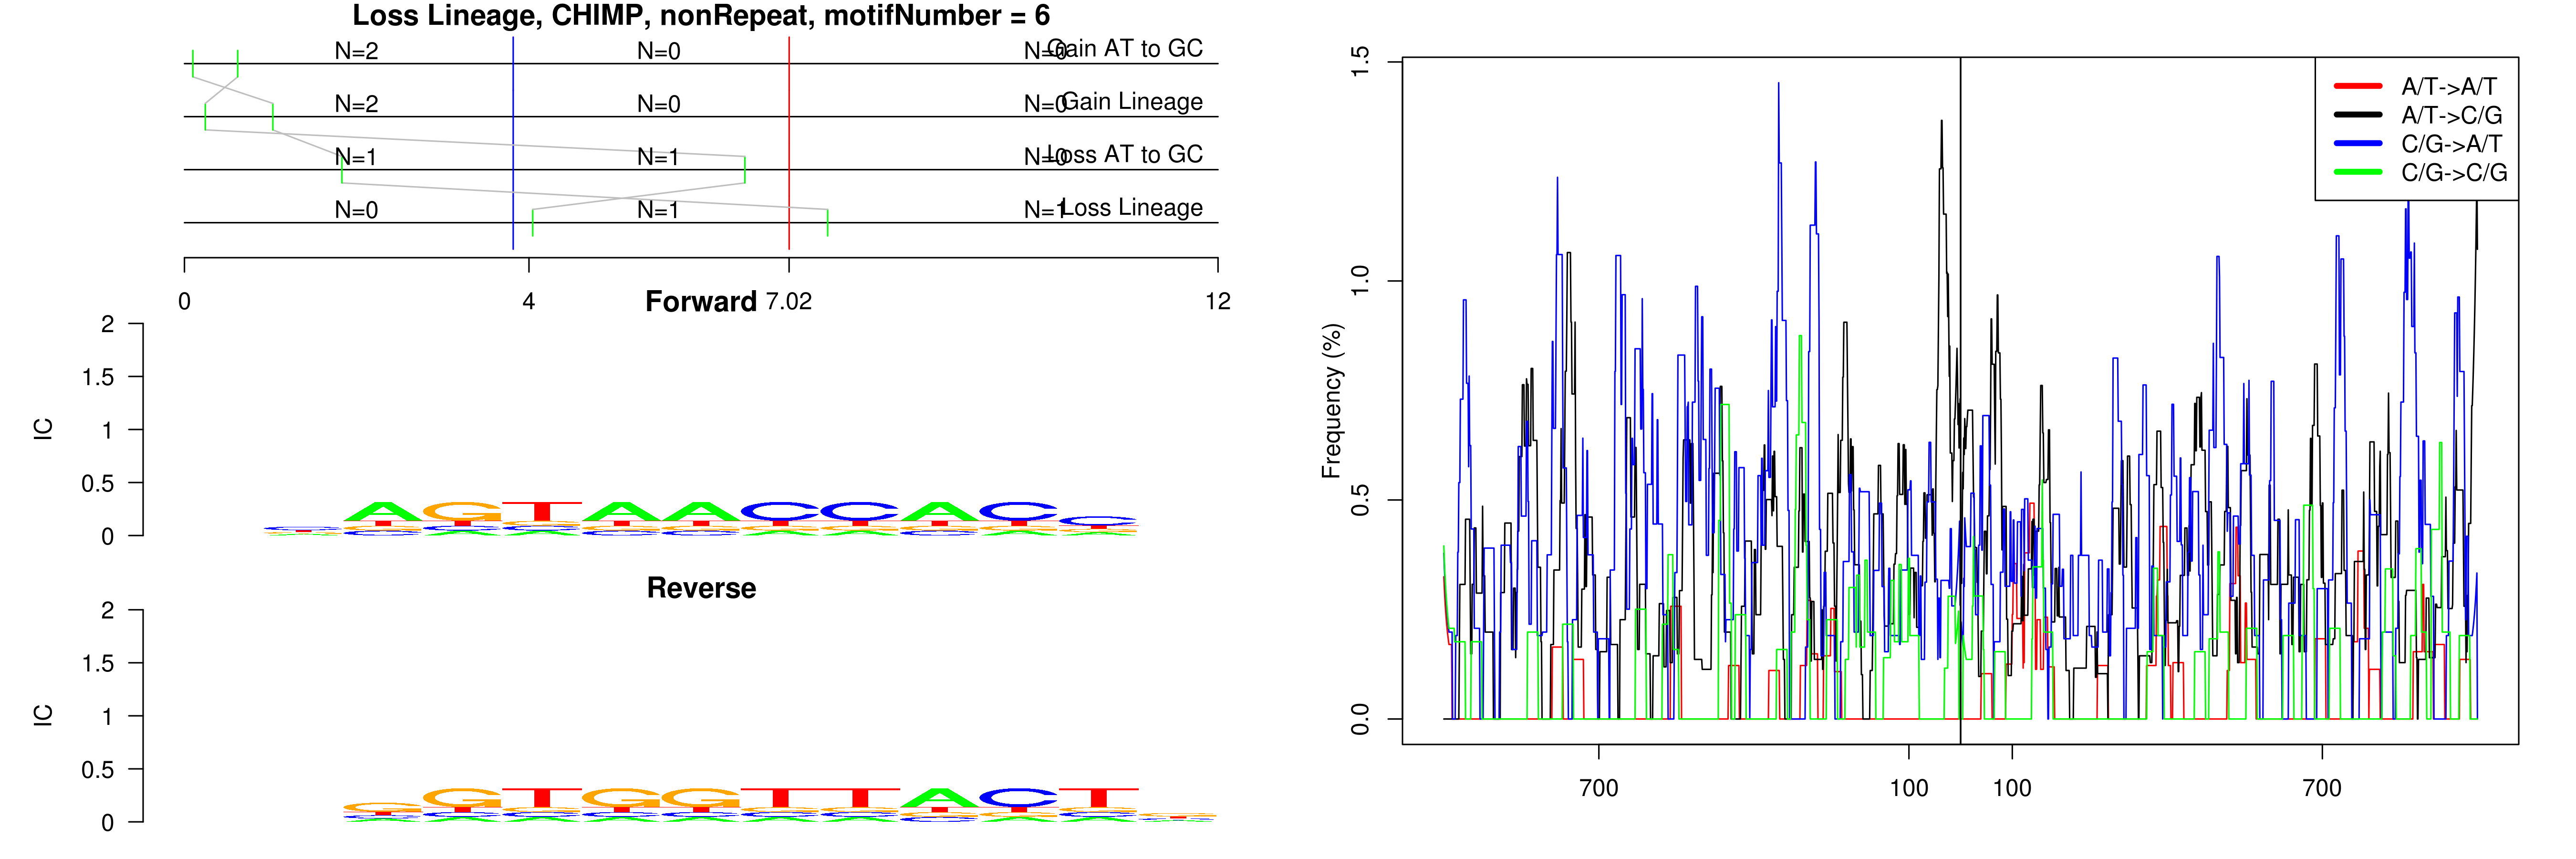 Loss Lineage, CHIMP, nonRepeat, motifNumber = 6
N=2 N=0 N=0 Gain AT to GC
N=2 N=0 N=0 Gain Lineage
N=1 N=1 N=0 Loss AT to GC
N=0 N=1 N=1 Loss Lineage
0 4 7.02 12
Forward
IC
2
1.5
1
0.5
0
AGTAACCACC
Reverse
IC
2
1.5
1
0.5
0
GGTGGTTACT
Frequency (%)
1.5
1.0
0.5
0.0
700 100 100 700
A/T->A/T
A/T->C/G
C/G->A/T
C/G->C/G